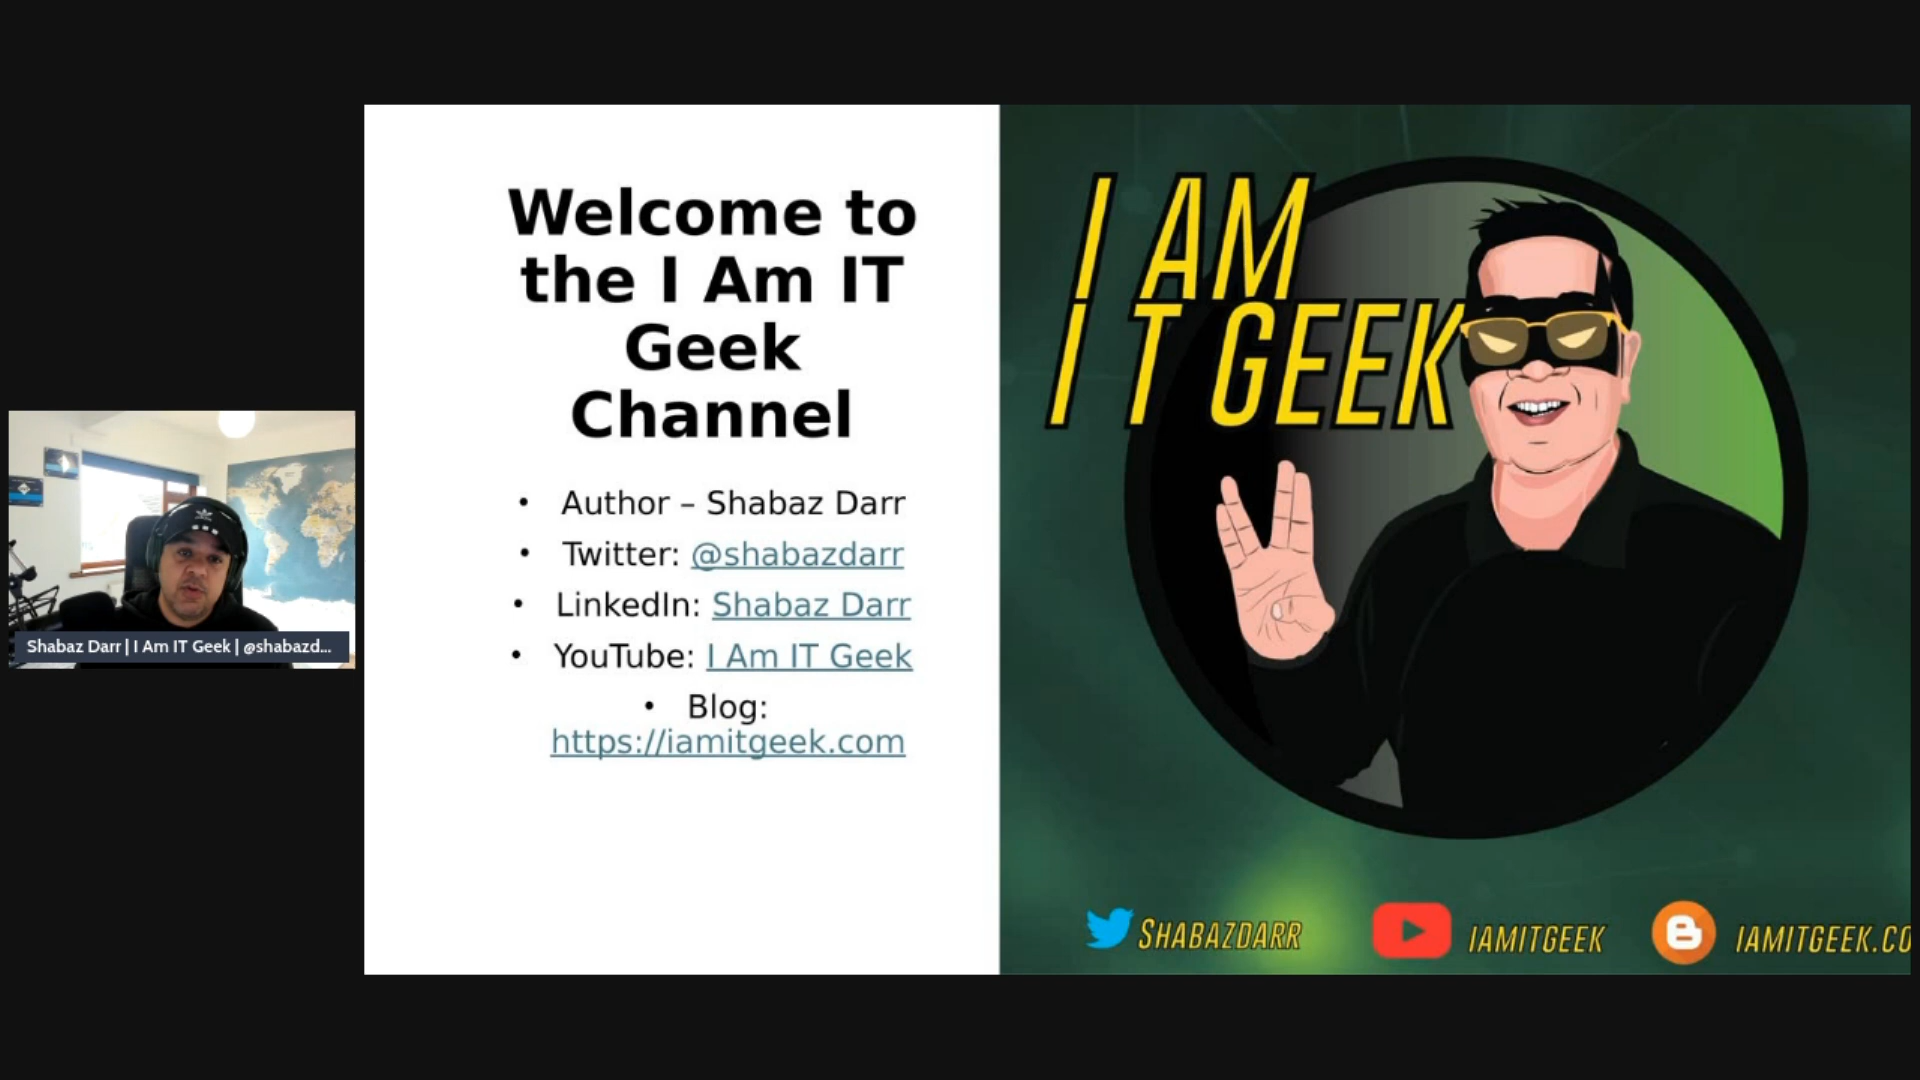 Welcome to
the I Am IT
Geek
Channel
• Author – Shabaz Darr
• Twitter: @shabazdarr
• LinkedIn: Shabaz Darr
• YouTube: I Am IT Geek
• Blog:
https://iamitgeek.com
I AM
IT GEEK
SHABAZDARR
IAMITGEEK
IAMITGEEK.CO
Shabaz Darr | I Am IT Geek | @shabazd...